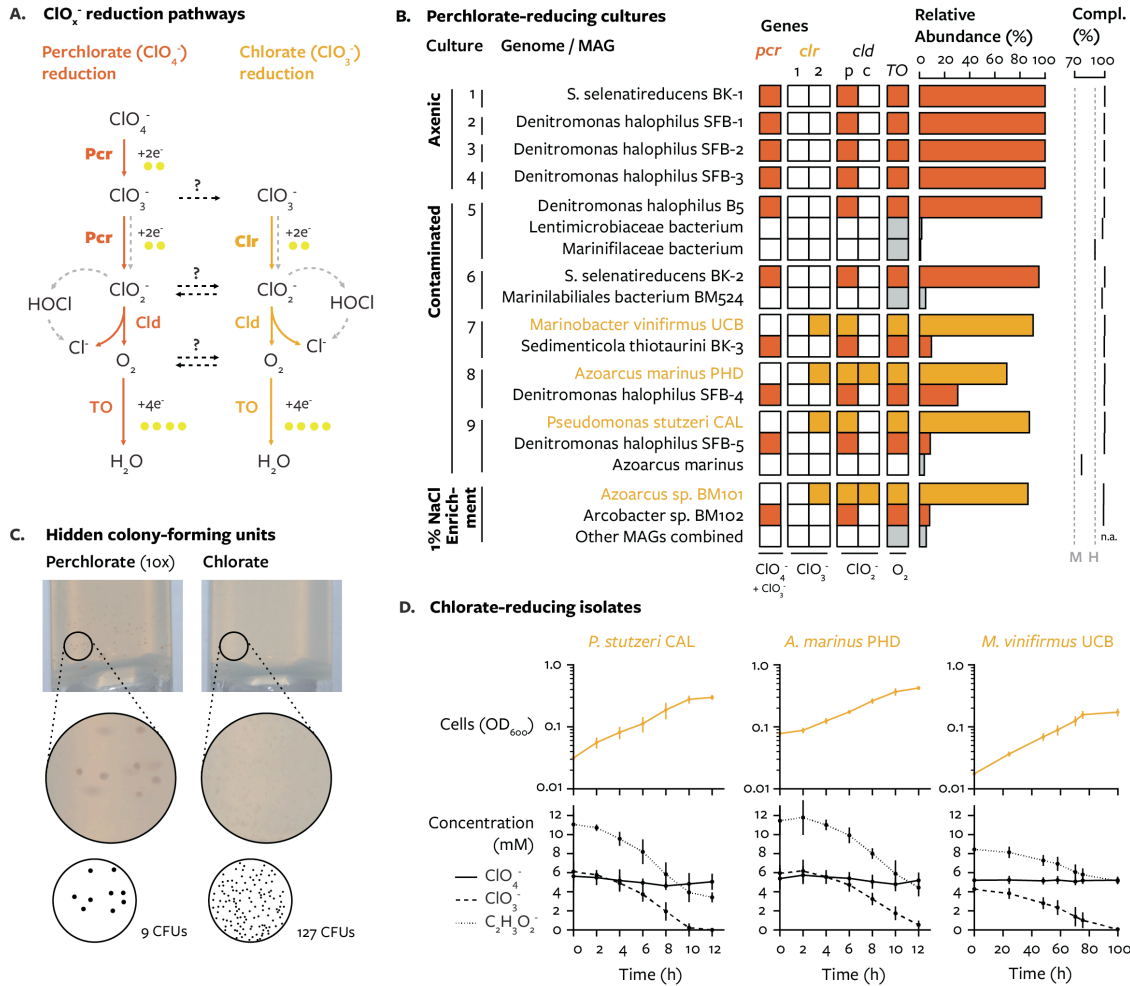 A. ClOₓ⁻ reduction pathways
Perchlorate (ClO₄⁻) reduction
Chlorate (ClO₃⁻) reduction
ClO₄⁻
Pcr +2e⁻
ClO₃⁻ ? ClO₃⁻
Pcr +2e⁻ Clr +2e⁻
HOCl ClO₂⁻ ? ClO₂⁻ HOCl
Cld Cld
Cl⁻ O₂ ? O₂ Cl⁻
TO +4e⁻ TO +4e⁻
H₂O H₂O
B. Perchlorate-reducing cultures
Culture Genome / MAG
Genes
pcr clr cld TO
1 2 p c
Relative Abundance (%)
0 20 40 60 80 100
Compl. (%)
70 100
Axenic
1 S. selenatireducens BK-1
2 Denitromonas halophilus SFB-1
3 Denitromonas halophilus SFB-2
4 Denitromonas halophilus SFB-3
Contaminated
5 Denitromonas halophilus B5
Lentimicrobiaceae bacterium
Marinifilaceae bacterium
6 S. selenatireducens BK-2
Marinilabiliales bacterium BM524
7 Marinobacter vinifirmus UCB
Sedimenticola thiotaurini BK-3
8 Azoarcus marinus PHD
Denitromonas halophilus SFB-4
9 Pseudomonas stutzeri CAL
Denitromonas halophilus SFB-5
Azoarcus marinus
1% NaCl Enrich-ment
Azoarcus sp. BM101
Arcobacter sp. BM102
Other MAGs combined n.a.
M H
ClO₄⁻ ClO₃⁻ ClO₂⁻ O₂
+ ClO₃⁻
C. Hidden colony-forming units
Perchlorate (10x) Chlorate
9 CFUs 127 CFUs
D. Chlorate-reducing isolates
P. stutzeri CAL A. marinus PHD M. vinifirmus UCB
Cells (OD₆₀₀)
1.0 1.0 1.0
0.1 0.1 0.1
0.01 0.01 0.01
Concentration (mM)
ClO₄⁻
ClO₃⁻
C₂H₃O₂⁻
12 12 12
10 10 10
8 8 8
6 6 6
4 4 4
2 2 2
0 0 0
0 2 4 6 8 10 12 0 2 4 6 8 10 12 0 20 40 60 80 100
Time (h) Time (h) Time (h)